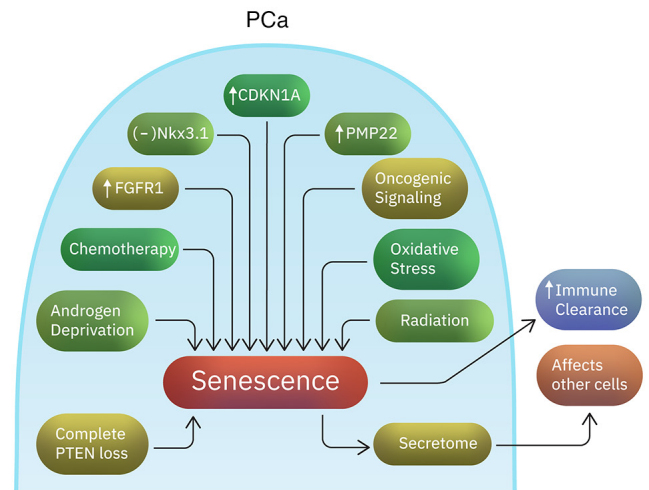 PCa
↑CDKN1A
(-)Nkx3.1
↑PMP22
↑FGFR1
Oncogenic
Signaling
Chemotherapy
Oxidative
Stress
Androgen
Deprivation
Radiation
↑Immune
Clearance
Senescence
Affects
other cells
Complete
PTEN loss
Secretome